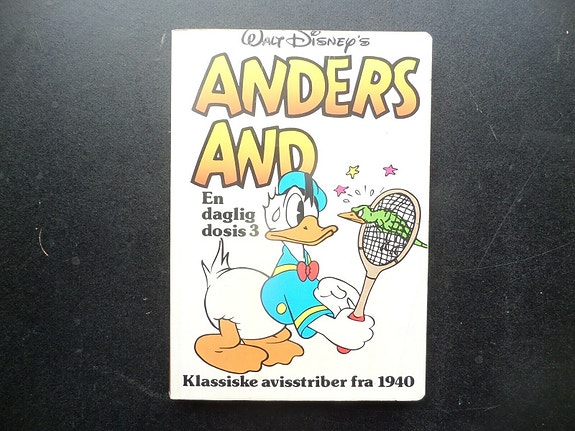 Walt Disney's
ANDERS
AND
En
daglig
dosis 3
Klassiske avisstriber fra 1940